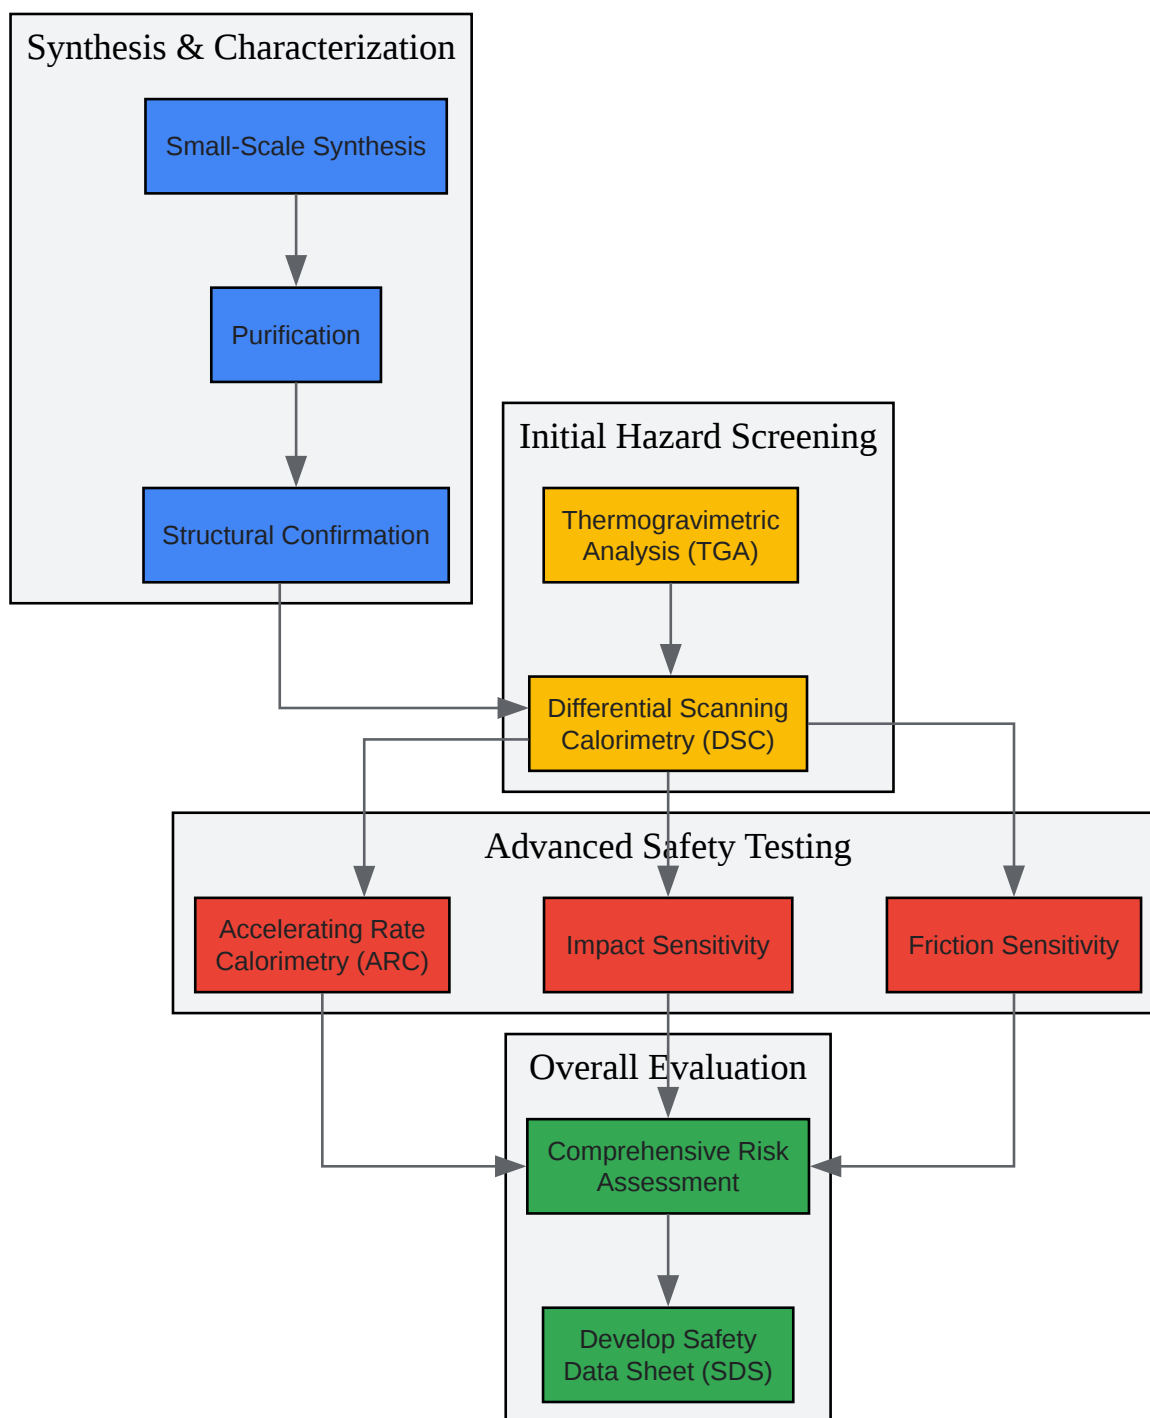 Synthesis & Characterization
Small-Scale Synthesis
Purification
Structural Confirmation
Initial Hazard Screening
Thermogravimetric
Analysis (TGA)
Differential Scanning
Calorimetry (DSC)
Advanced Safety Testing
Accelerating Rate
Calorimetry (ARC)
Impact Sensitivity
Friction Sensitivity
Overall Evaluation
Comprehensive Risk
Assessment
Develop Safety
Data Sheet (SDS)